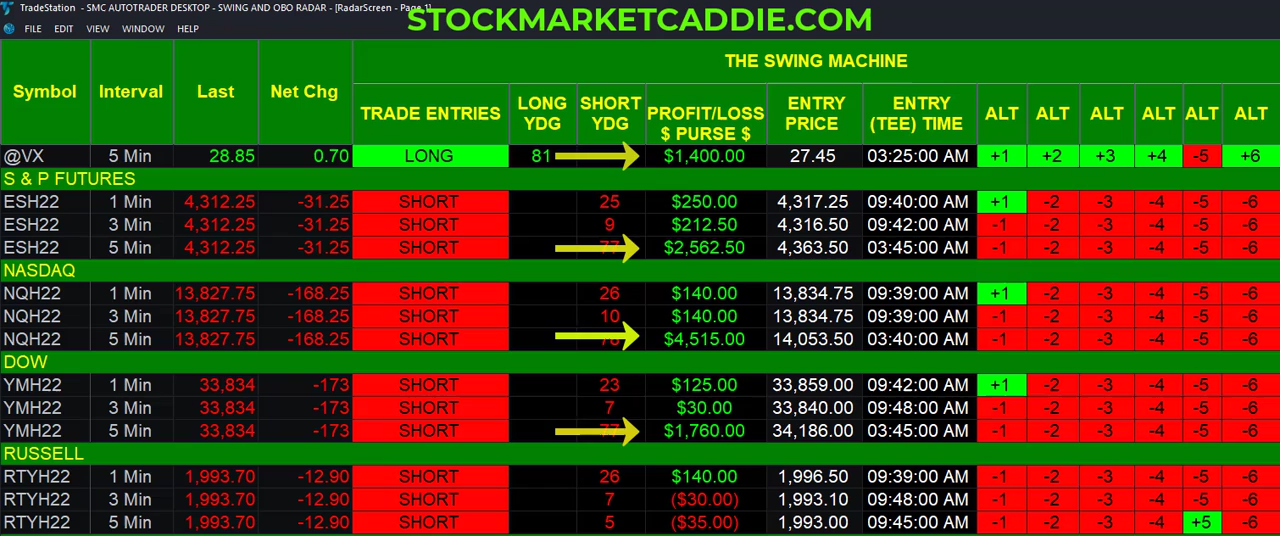 TradeStation - SMC AUTOTRADER DESKTOP - SWING AND OBO RADAR - [RadarScreen - Page 1]
STOCKMARKETCADDIE.COM
FILE EDIT VIEW WINDOW HELP
THE SWING MACHINE
Symbol Interval Last Net Chg TRADE ENTRIES LONG YDG SHORT YDG PROFIT/LOSS $ PURSE $ ENTRY PRICE ENTRY (TEE) TIME ALT ALT ALT ALT ALT ALT
@VX 5 Min 28.85 0.70 LONG 81 $1,400.00 27.45 03:25:00 AM +1 +2 +3 +4 -5 +6
S & P FUTURES
ESH22 1 Min 4,312.25 -31.25 SHORT 25 $250.00 4,317.25 09:40:00 AM +1 -2 -3 -4 -5 -6
ESH22 3 Min 4,312.25 -31.25 SHORT 9 $212.50 4,316.50 09:42:00 AM -1 -2 -3 -4 -5 -6
ESH22 5 Min 4,312.25 -31.25 SHORT 77 $2,562.50 4,363.50 03:45:00 AM -1 -2 -3 -4 -5 -6
NASDAQ
NQH22 1 Min 13,827.75 -168.25 SHORT 26 $140.00 13,834.75 09:39:00 AM +1 -2 -3 -4 -5 -6
NQH22 3 Min 13,827.75 -168.25 SHORT 10 $140.00 13,834.75 09:39:00 AM -1 -2 -3 -4 -5 -6
NQH22 5 Min 13,827.75 -168.25 SHORT $4,515.00 14,053.50 03:40:00 AM -1 -2 -3 -4 -5 -6
DOW
YMH22 1 Min 33,834 -173 SHORT 23 $125.00 33,859.00 09:42:00 AM +1 -2 -3 -4 -5 -6
YMH22 3 Min 33,834 -173 SHORT 7 $30.00 33,840.00 09:48:00 AM -1 -2 -3 -4 -5 -6
YMH22 5 Min 33,834 -173 SHORT 77 $1,760.00 34,186.00 03:45:00 AM -1 -2 -3 -4 -5 -6
RUSSELL
RTYH22 1 Min 1,993.70 -12.90 SHORT 26 $140.00 1,996.50 09:39:00 AM -1 -2 -3 -4 -5 -6
RTYH22 3 Min 1,993.70 -12.90 SHORT 7 ($30.00) 1,993.10 09:48:00 AM -1 -2 -3 -4 -5 -6
RTYH22 5 Min 1,993.70 -12.90 SHORT 5 ($35.00) 1,993.00 09:45:00 AM -1 -2 -3 -4 +5 -6